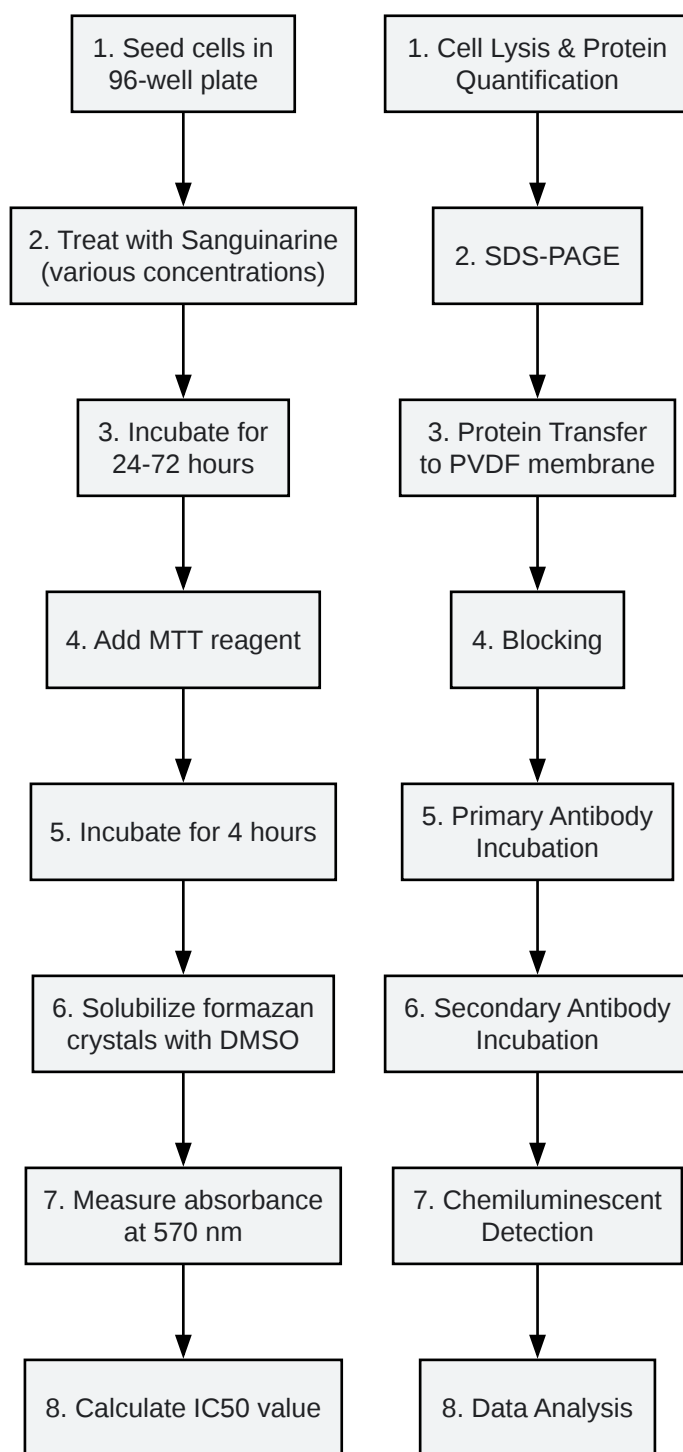 1. Seed cells in
96-well plate
2. Treat with Sanguinarine
(various concentrations)
3. Incubate for
24-72 hours
4. Add MTT reagent
5. Incubate for 4 hours
6. Solubilize formazan
crystals with DMSO
7. Measure absorbance
at 570 nm
8. Calculate IC50 value
1. Cell Lysis & Protein
Quantification
2. SDS-PAGE
3. Protein Transfer
to PVDF membrane
4. Blocking
5. Primary Antibody
Incubation
6. Secondary Antibody
Incubation
7. Chemiluminescent
Detection
8. Data Analysis